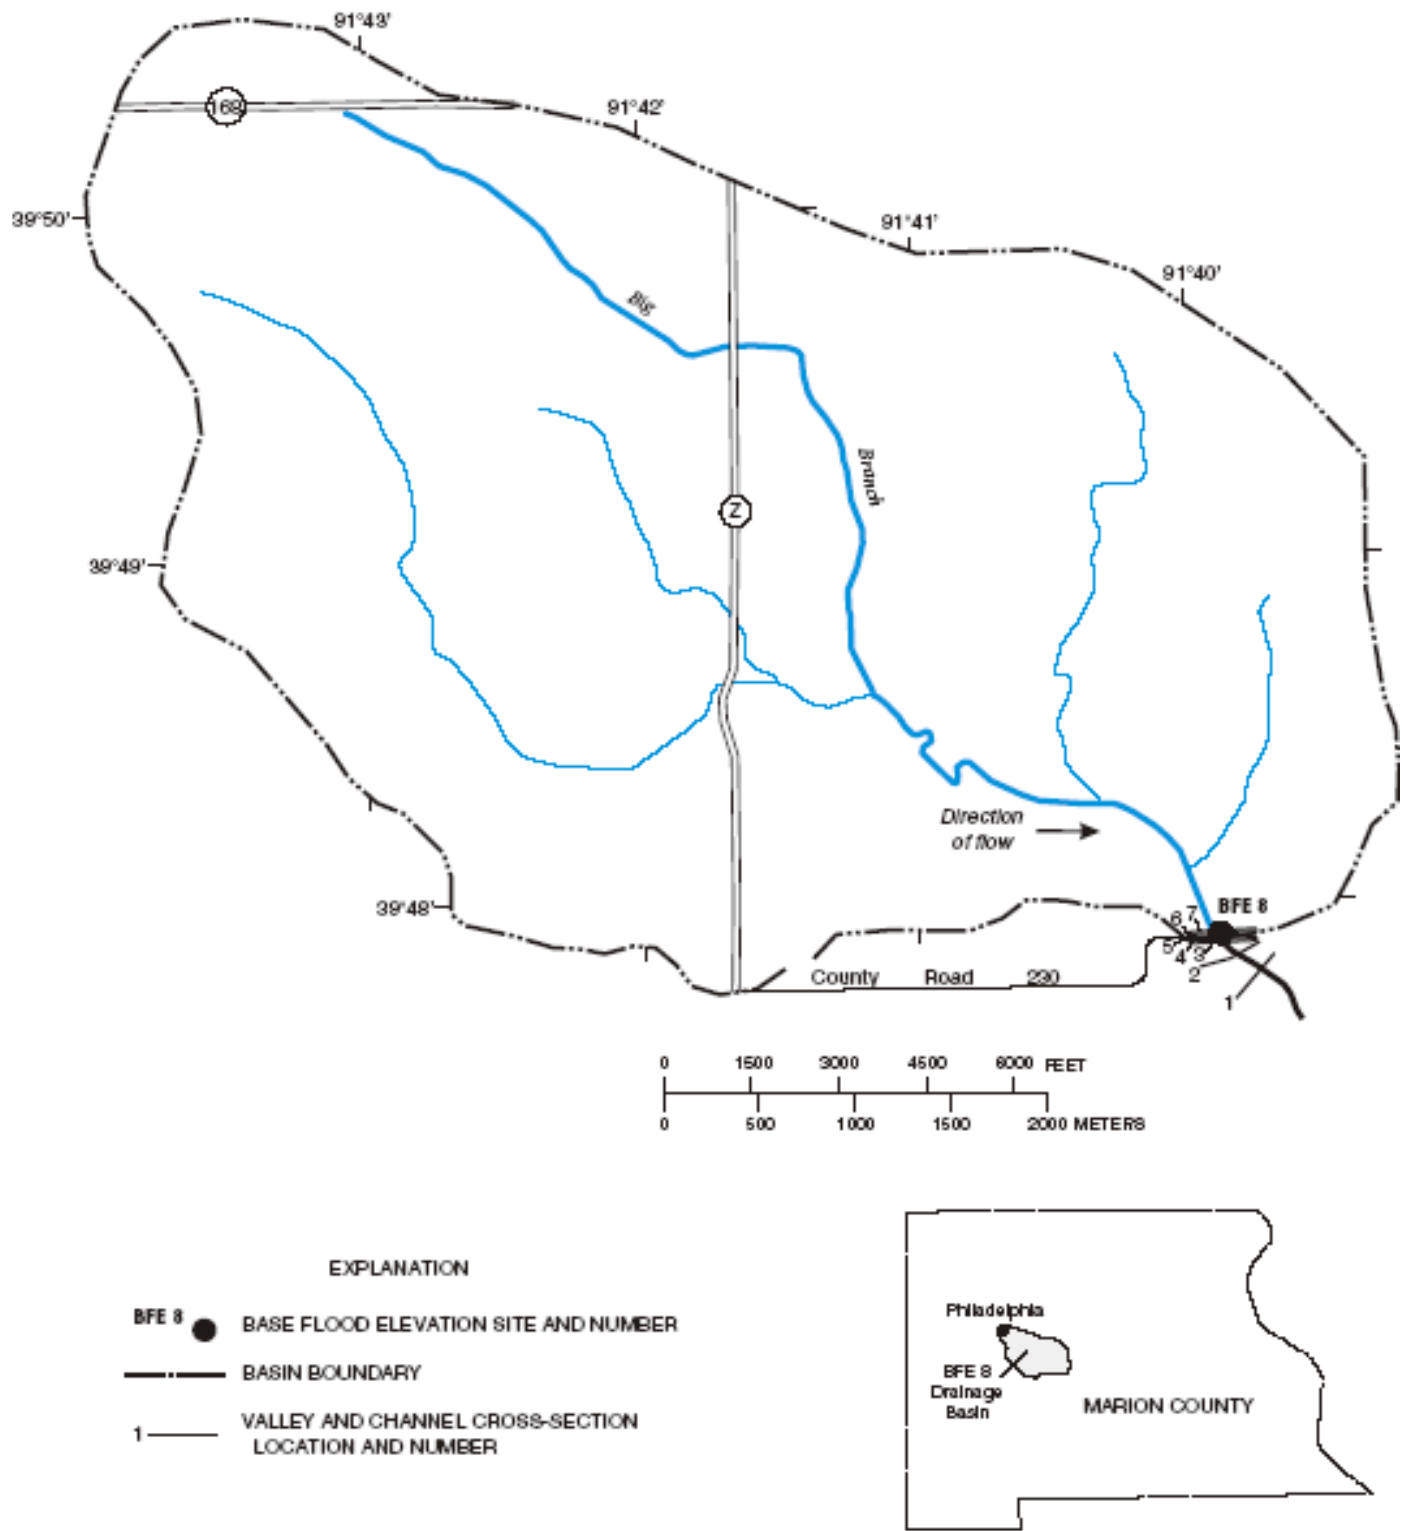 91°43'
168
91°42'
39°50'
91°41'
91°40'
Big
Branch
Z
39°49'
Direction
of flow
39°48'
BFE 8
7
6
5
4
3
2
1
County Road 290
0 1500 3000 4500 6000 FEET
0 500 1000 1500 2000 METERS
EXPLANATION
BFE 8 BASE FLOOD ELEVATION SITE AND NUMBER
BASIN BOUNDARY
1 VALLEY AND CHANNEL CROSS-SECTION
LOCATION AND NUMBER
Philadelphia
BFE 8
Drainage
Basin
MARION COUNTY